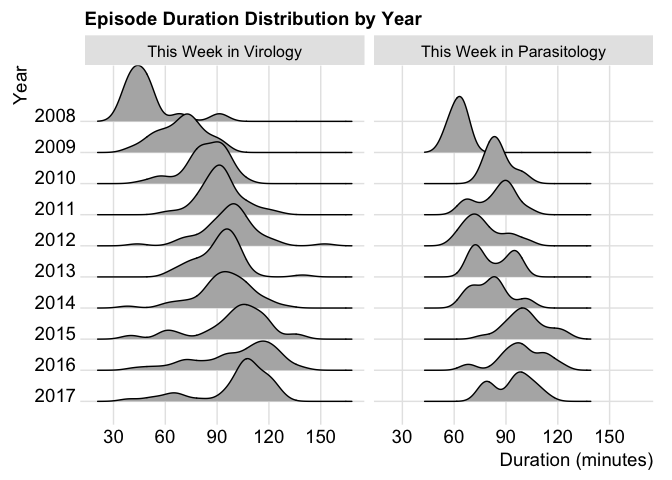 Episode Duration Distribution by Year
This Week in Virology
This Week in Parasitology
Year
2008
2009
2010
2011
2012
2013
2014
2015
2016
2017
30 60 90 120 150
30 60 90 120 150
Duration (minutes)